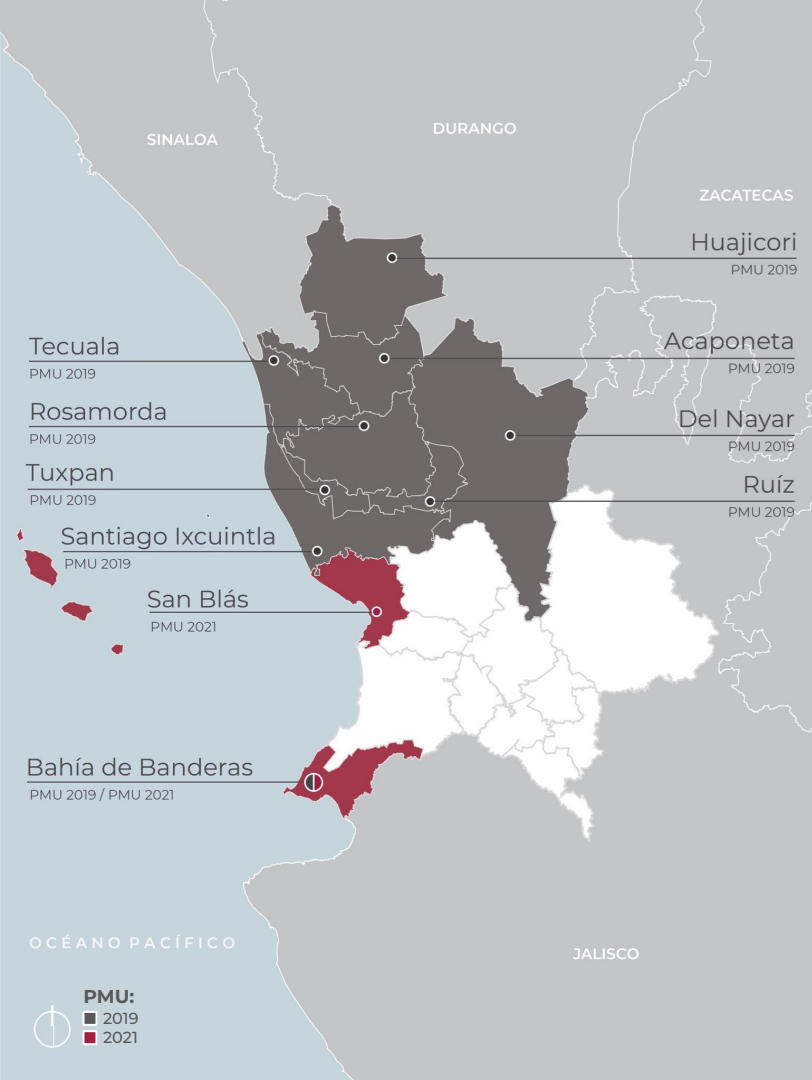 SINALOA
DURANGO
ZACATECAS
Huajicori
PMU 2019
Tecuala
PMU 2019
Acaponeta
PMU 2019
Rosamorda
PMU 2019
Del Nayar
PMU 2019
Tuxpan
PMU 2019
Ruíz
PMU 2019
Santiago Ixcuintla
PMU 2019
San Blás
PMU 2021
Bahía de Banderas
PMU 2019 / PMU 2021
OCÉANO PACÍFICO
JALISCO
PMU:
2019
2021